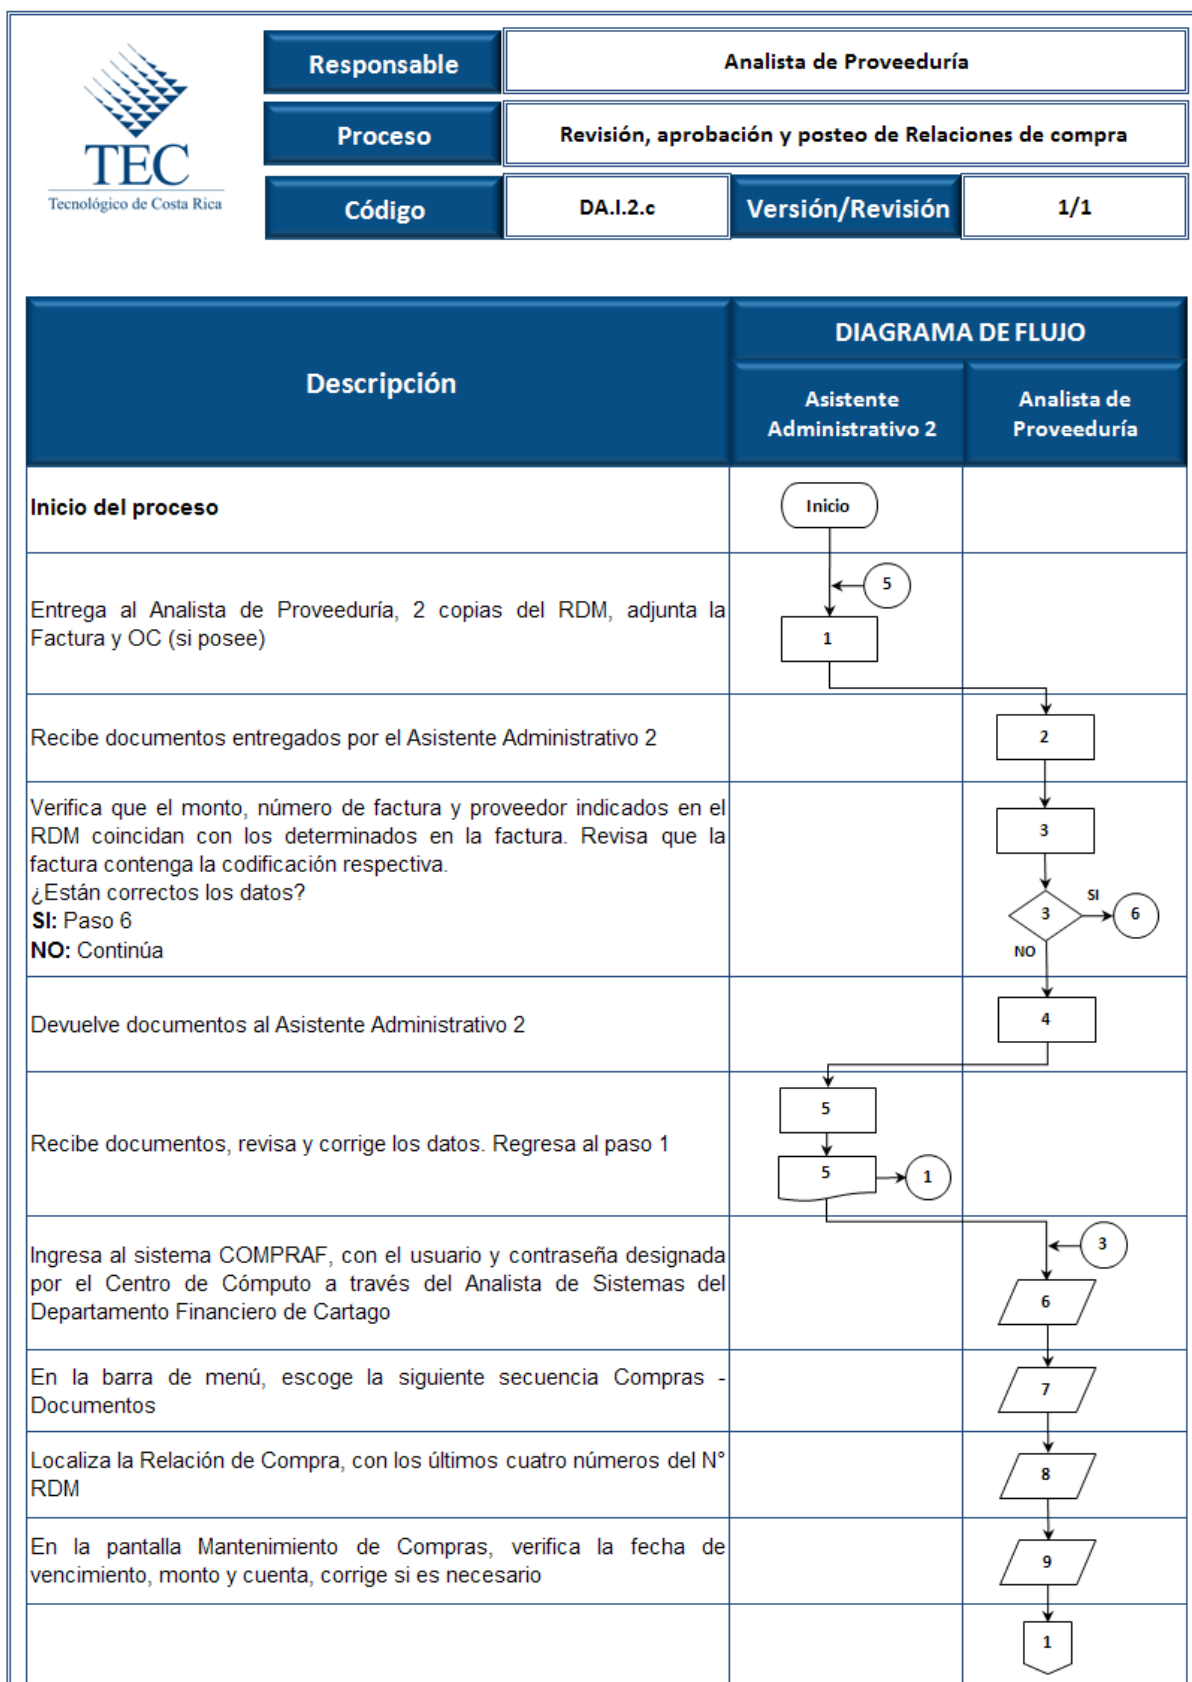 TEC
Tecnológico de Costa Rica
Responsable
Analista de Proveeduría
Proceso
Revisión, aprobación y posteo de Relaciones de compra
Código
DA.I.2.c
Versión/Revisión
1/1
Descripción
DIAGRAMA DE FLUJO
Asistente
Administrativo 2
Analista de
Proveeduría
Inicio del proceso
Inicio
Entrega al Analista de Proveeduría, 2 copias del RDM, adjunta la
Factura y OC (si posee)
5
1
Recibe documentos entregados por el Asistente Administrativo 2
2
Verifica que el monto, número de factura y proveedor indicados en el
RDM coincidan con los determinados en la factura. Revisa que la
factura contenga la codificación respectiva.
¿Están correctos los datos?
SI: Paso 6
NO: Continúa
3
3
SI
6
NO
Devuelve documentos al Asistente Administrativo 2
4
Recibe documentos, revisa y corrige los datos. Regresa al paso 1
5
5
1
Ingresa al sistema COMPRAF, con el usuario y contraseña designada
por el Centro de Cómputo a través del Analista de Sistemas del
Departamento Financiero de Cartago
3
6
En la barra de menú, escoge la siguiente secuencia Compras -
Documentos
7
Localiza la Relación de Compra, con los últimos cuatro números del N°
RDM
8
En la pantalla Mantenimiento de Compras, verifica la fecha de
vencimiento, monto y cuenta, corrige si es necesario
9
1